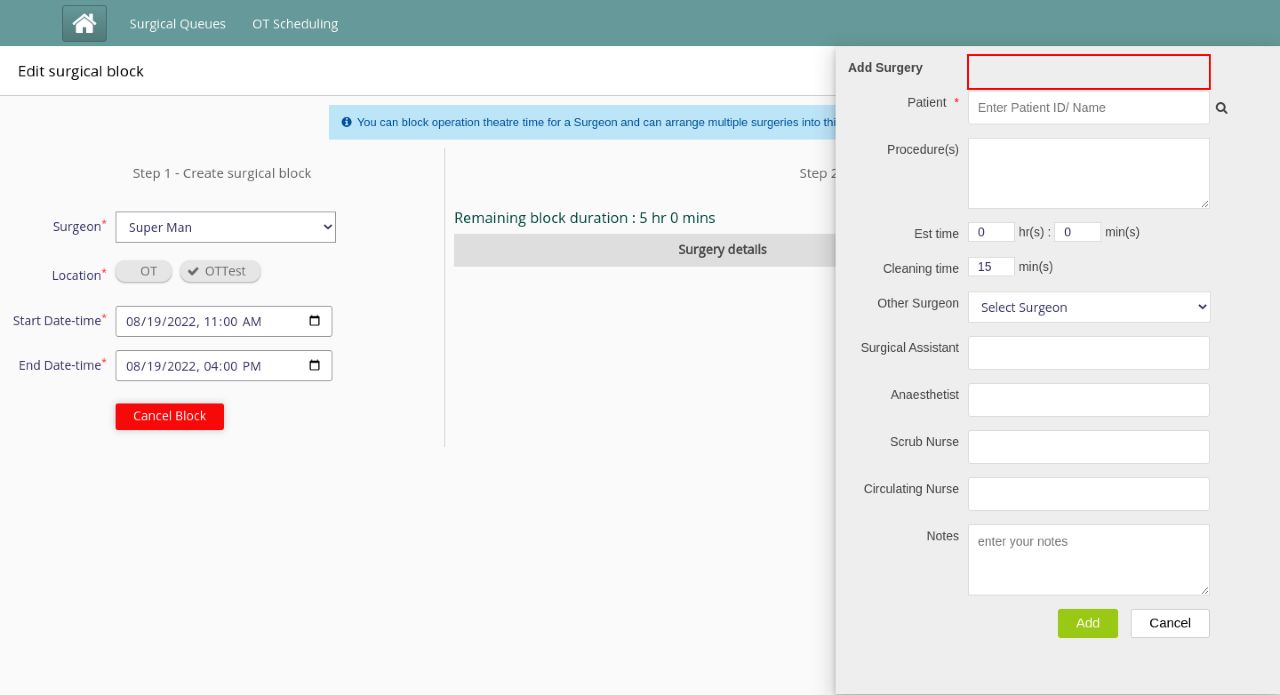 Surgical Queues OT Scheduling
Edit surgical block
You can block operation theatre time for a Surgeon and can arrange multiple surgeries into
Step 1 - Create surgical block
Step 2
Surgeon*
Super Man
Location*
OT
OTTest
Start Date-time*
08/19/2022, 11:00 AM
End Date-time*
08/19/2022, 04:00 PM
Cancel Block
Remaining block duration : 5 hr 0 mins
Surgery details
Add Surgery
Patient *
Enter Patient ID/ Name
Procedure(s)
Est time
0 hr(s) : 0 min(s)
Cleaning time
15 min(s)
Other Surgeon
Select Surgeon
Surgical Assistant
Anaesthetist
Scrub Nurse
Circulating Nurse
Notes
enter your notes
Add
Cancel